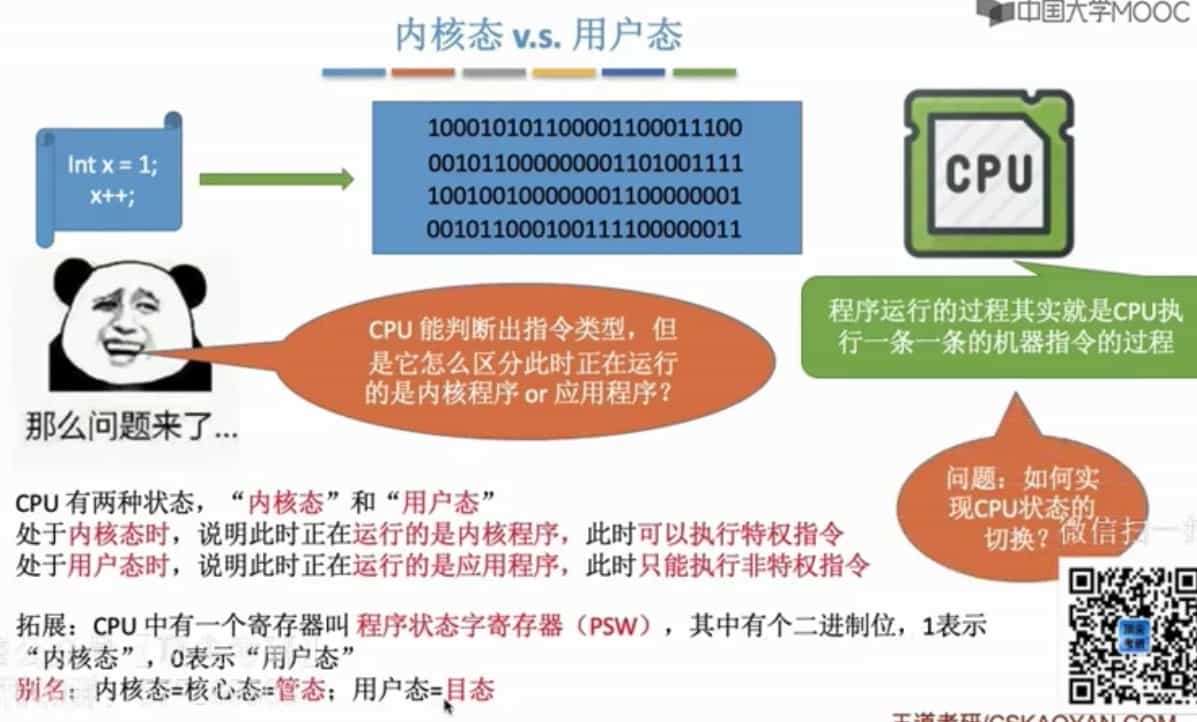 中国大学MOOC
内核态 v.s. 用户态
Int x = 1;
x++;
100010101100001100011100
001011000000001101001111
100100100000001100000001
001011000100111100000011
CPU
程序运行的过程其实就是CPU执
行一条一条的机器指令的过程
CPU 能判断出指令类型，但
是它怎么区分此时正在运行
的是内核程序 or 应用程序？
那么问题来了...
问题：如何实
现CPU状态的
切换？
微信扫一
CPU 有两种状态，“内核态”和“用户态”
处于内核态时，说明此时正在运行的是内核程序，此时可以执行特权指令
处于用户态时，说明此时正在运行的是应用程序，此时只能执行非特权指令
拓展：CPU 中有一个寄存器叫 程序状态字寄存器（PSW），其中有个二进制位，1表示
“内核态”，0表示“用户态”
别名：内核态=核心态=管态；用户态=目态
王道考研/CSKAOYAN.COM